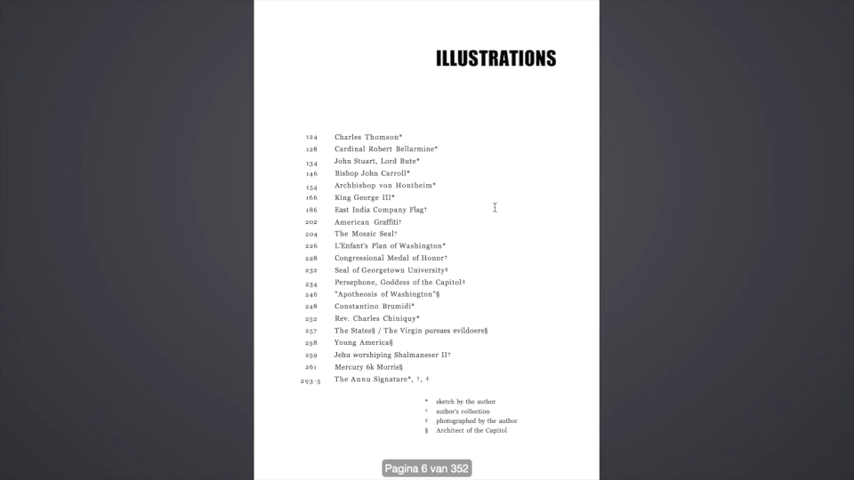 ILLUSTRATIONS
124 Charles Thomson*
128 Cardinal Robert Bellarmine*
134 John Stuart, Lord Bute*
146 Bishop John Carroll*
154 Archbishop von Hontheim*
166 King George III*
186 East India Company Flag†
202 American Graffiti†
204 The Mosaic Seal†
226 L'Enfant's Plan of Washington*
228 Congressional Medal of Honor†
232 Seal of Georgetown University‡
234 Persephone, Goddess of the Capitol‡
246 "Apotheosis of Washington"§
248 Constantino Brumidi*
252 Rev. Charles Chiniquy*
257 The States§ / The Virgin pursues evildoers§
258 Young America§
259 Jehu worshiping Shalmaneser II†
261 Mercury 6k Morris§
293-5 The Annu Signature*, †, ‡
* sketch by the author
† author's collection
‡ photographed by the author
§ Architect of the Capitol
Pagina 6 van 352